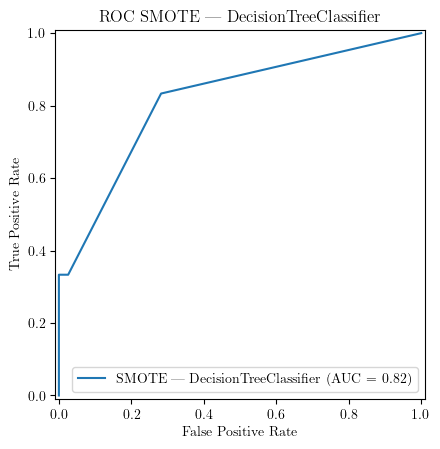 ROC SMOTE — DecisionTreeClassifier
1.0
0.8
0.6
0.4
0.2
0.0
True Positive Rate
SMOTE — DecisionTreeClassifier (AUC = 0.82)
0.0 0.2 0.4 0.6 0.8 1.0
False Positive Rate